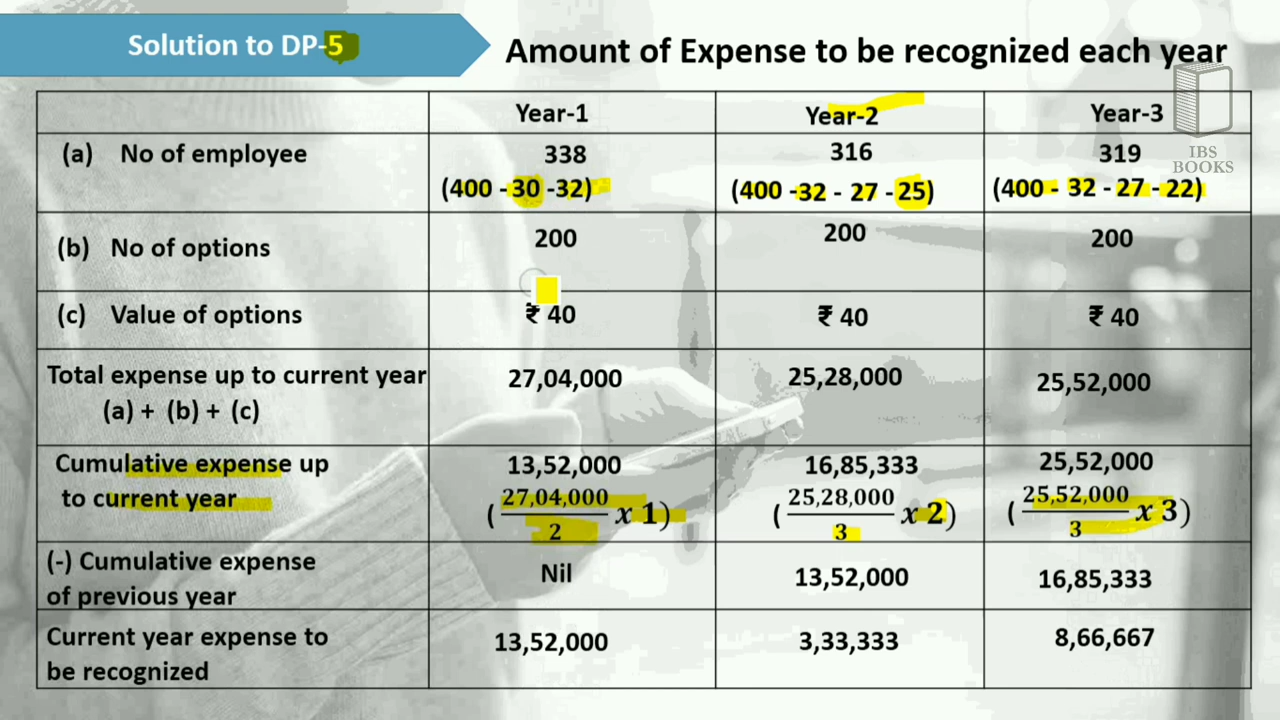 Solution to DP-5
Amount of Expense to be recognized each year
IBS
BOOKS
Year-1 Year-2 Year-3
(a) No of employee 338 316 319
(400 -30 -32) (400 -32 - 27 -25) (400 - 32 - 27 - 22)
(b) No of options 200 200 200
(c) Value of options ₹ 40 ₹ 40 ₹ 40
Total expense up to current year 27,04,000 25,28,000 25,52,000
(a) + (b) + (c)
Cumulative expense up 13,52,000 16,85,333 25,52,000
to current year (27,04,000/2 x 1) (25,28,000/3 x 2) (25,52,000/3 x 3)
(-) Cumulative expense Nil 13,52,000 16,85,333
of previous year
Current year expense to 13,52,000 3,33,333 8,66,667
be recognized